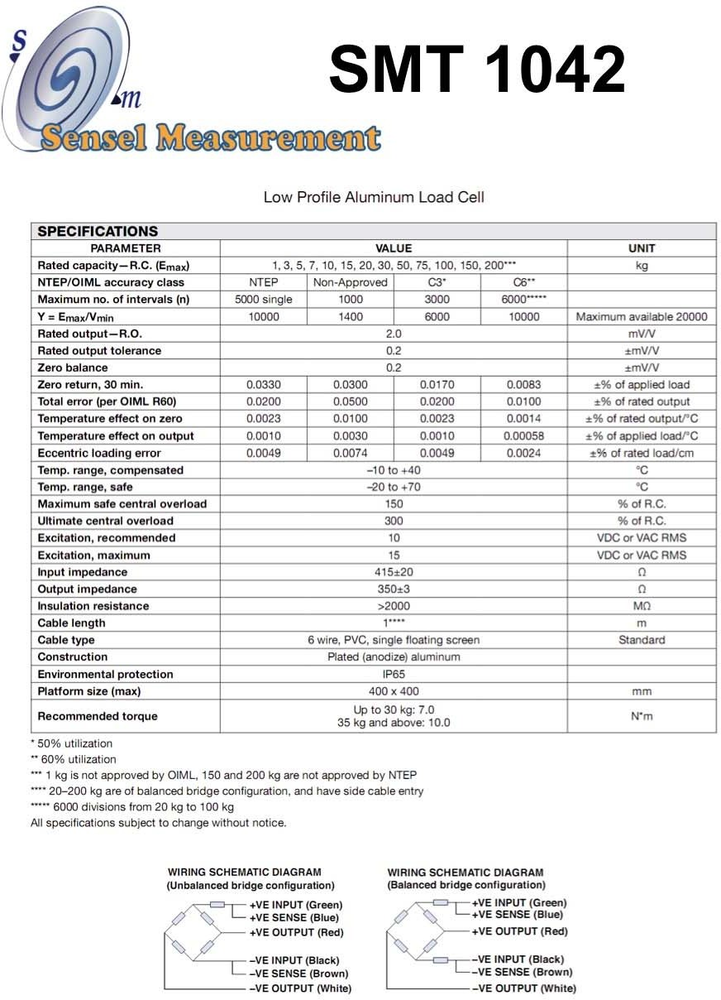 S
m
Sensel Measurement
SMT 1042
Low Profile Aluminum Load Cell
SPECIFICATIONS
PARAMETER VALUE UNIT
Rated capacity—R.C. (Emax) 1, 3, 5, 7, 10, 15, 20, 30, 50, 75, 100, 150, 200*** kg
NTEP/OIML accuracy class NTEP Non-Approved C3* C6**
Maximum no. of intervals (n) 5000 single 1000 3000 6000*****
Y = Emax/Vmin 10000 1400 6000 10000 Maximum available 20000
Rated output—R.O. 2.0 mV/V
Rated output tolerance 0.2 ±mV/V
Zero balance 0.2 ±mV/V
Zero return, 30 min. 0.0330 0.0300 0.0170 0.0083 ±% of applied load
Total error (per OIML R60) 0.0200 0.0500 0.0200 0.0100 ±% of rated output
Temperature effect on zero 0.0023 0.0100 0.0023 0.0014 ±% of rated output/°C
Temperature effect on output 0.0010 0.0030 0.0010 0.00058 ±% of applied load/°C
Eccentric loading error 0.0049 0.0074 0.0049 0.0024 ±% of rated load/cm
Temp. range, compensated –10 to +40 °C
Temp. range, safe –20 to +70 °C
Maximum safe central overload 150 % of R.C.
Ultimate central overload 300 % of R.C.
Excitation, recommended 10 VDC or VAC RMS
Excitation, maximum 15 VDC or VAC RMS
Input impedance 415±20 Ω
Output impedance 350±3 Ω
Insulation resistance >2000 MΩ
Cable length 1**** m
Cable type 6 wire, PVC, single floating screen Standard
Construction Plated (anodize) aluminum
Environmental protection IP65
Platform size (max) 400 x 400 mm
Recommended torque Up to 30 kg: 7.0 N*m
35 kg and above: 10.0
* 50% utilization
** 60% utilization
*** 1 kg is not approved by OIML, 150 and 200 kg are not approved by NTEP
**** 20–200 kg are of balanced bridge configuration, and have side cable entry
***** 6000 divisions from 20 kg to 100 kg
All specifications subject to change without notice.
WIRING SCHEMATIC DIAGRAM
(Unbalanced bridge configuration)
+VE INPUT (Green)
+VE SENSE (Blue)
+VE OUTPUT (Red)
–VE INPUT (Black)
–VE SENSE (Brown)
–VE OUTPUT (White)
WIRING SCHEMATIC DIAGRAM
(Balanced bridge configuration)
+VE INPUT (Green)
+VE SENSE (Blue)
+VE OUTPUT (Red)
–VE INPUT (Black)
–VE SENSE (Brown)
–VE OUTPUT (White)